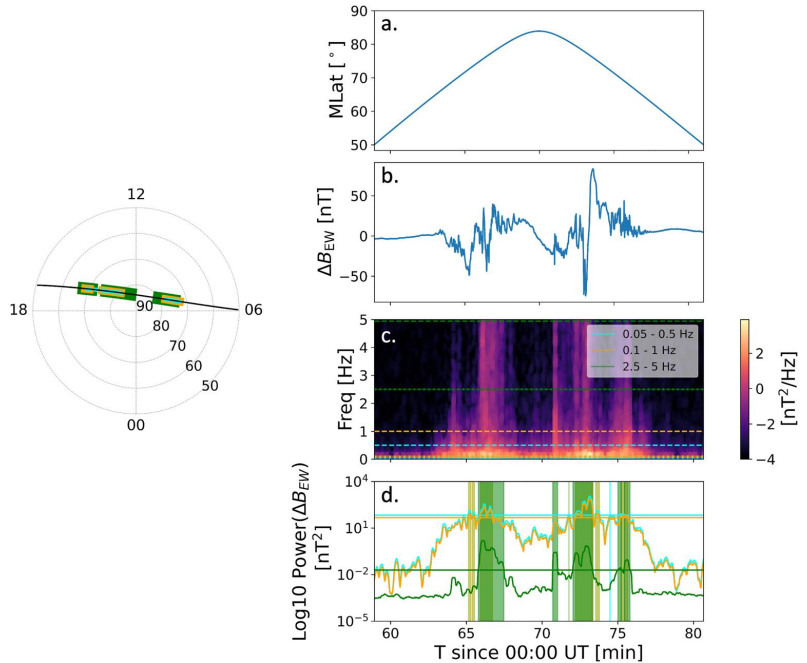 12
18
06
90
80
70
60
50
00
a.
MLat [°]
90
80
70
60
50
b.
ΔB_EW [nT]
50
0
−50
c.
Freq [Hz]
5
4
3
2
1
0
0.05 - 0.5 Hz
0.1 - 1 Hz
2.5 - 5 Hz
2
0
−2
−4
[nT²/Hz]
d.
Log10 Power(ΔB_EW)
[nT²]
10⁴
10¹
10⁻²
10⁻⁵
60
65
70
75
80
T since 00:00 UT [min]